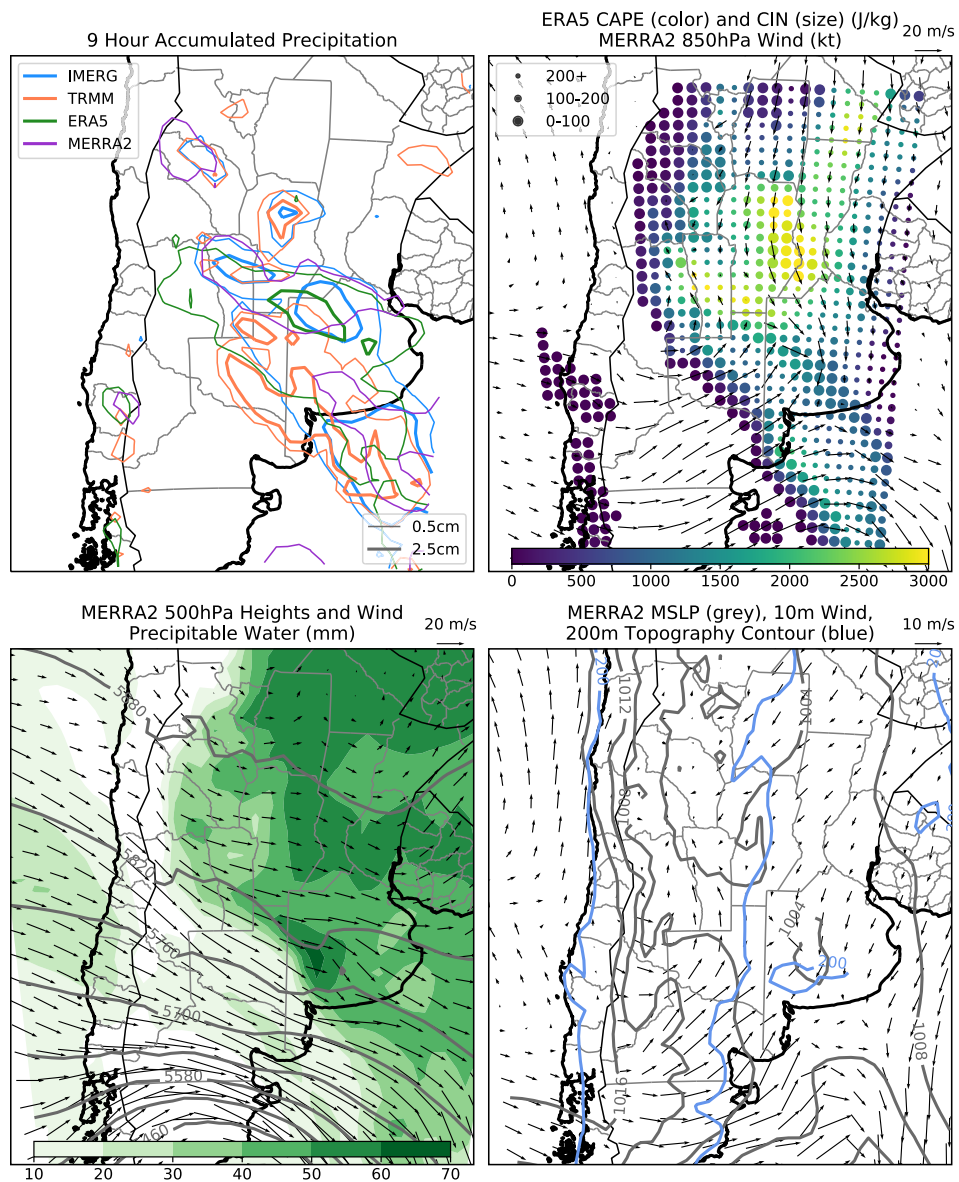 9 Hour Accumulated Precipitation
IMERG
TRMM
ERA5
MERRA2
0.5cm
2.5cm
ERA5 CAPE (color) and CIN (size) (J/kg)
MERRA2 850hPa Wind (kt)
20 m/s
200+
100-200
0-100
0 500 1000 1500 2000 2500 3000
MERRA2 500hPa Heights and Wind
Precipitable Water (mm)
20 m/s
5880
5820
5760
5700
5580
10 20 30 40 50 60 70
MERRA2 MSLP (grey), 10m Wind,
200m Topography Contour (blue)
10 m/s
200
1012
1004
1008
1004
200
1008
1016